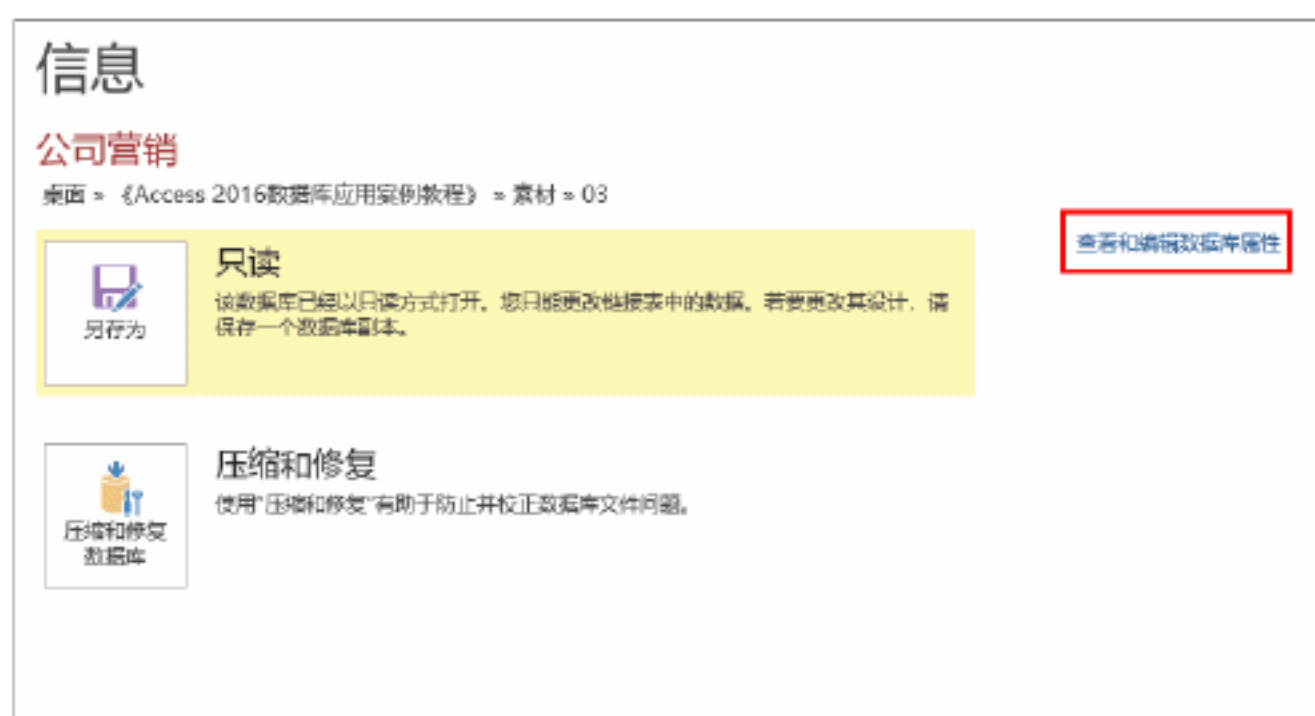 信息
公司营销
桌面 » 《Access 2016数据库应用案例教程》 » 素材 » 03
查看和编辑数据库属性
只读
该数据库已经以只读方式打开。您只能更改链接表中的数据。若要更改其设计，请
保存一个数据库副本。
另存为
压缩和修复
使用"压缩和修复"有助于防止并校正数据库文件问题。
压缩和修复
数据库